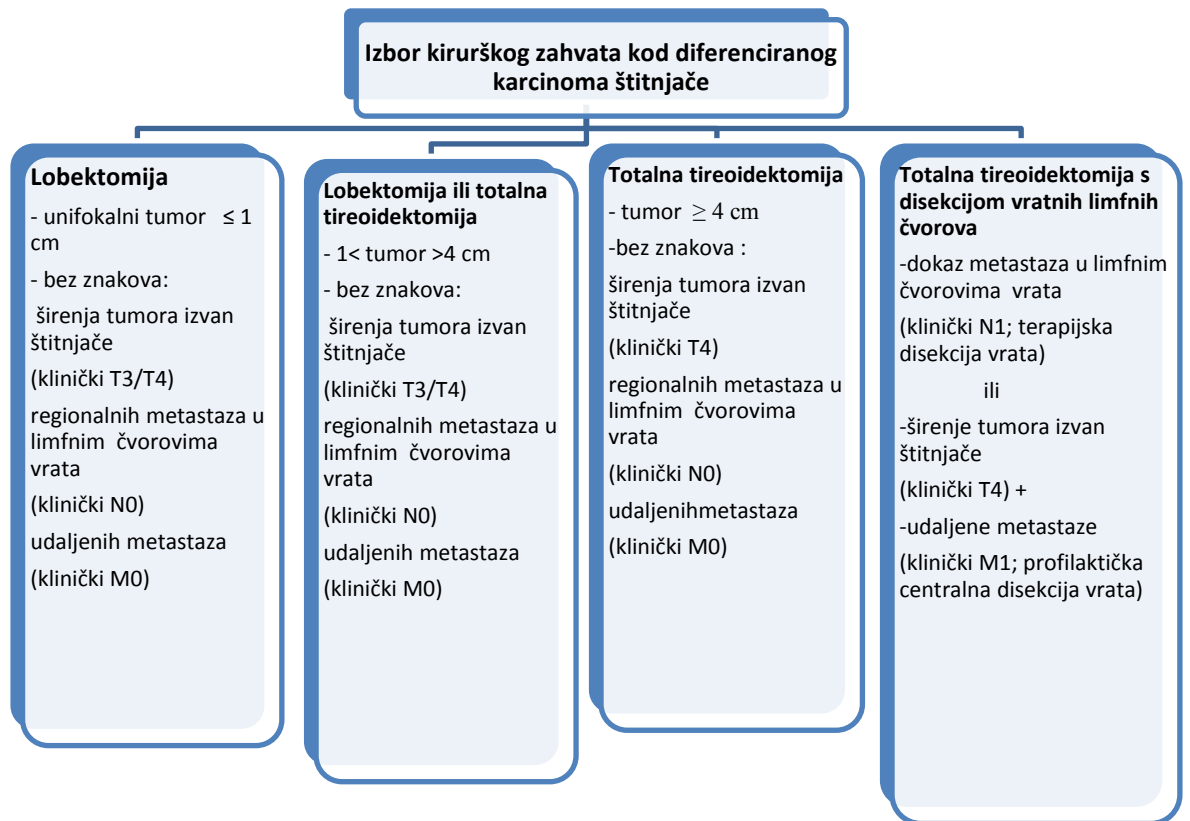 Izbor kirurškog zahvata kod diferenciranog
karcinoma štitnjače
Lobektomija
- unifokalni tumor ≤ 1
cm
- bez znakova:
širenja tumora izvan
štitnjače
(klinički T3/T4)
regionalnih metastaza u
limfnim čvorovima
vrata
(klinički N0)
udaljenih metastaza
(klinički M0)
Lobektomija ili totalna
tireoidektomija
- 1< tumor >4 cm
- bez znakova:
širenja tumora izvan
štitnjače
(klinički T3/T4)
regionalnih metastaza u
limfnim čvorovima
vrata
(klinički N0)
udaljenih metastaza
(klinički M0)
Totalna tireoidektomija
- tumor ≥ 4 cm
-bez znakova :
širenja tumora izvan
štitnjače
(klinički T4)
regionalnih metastaza u
limfnim čvorovima
vrata
(klinički N0)
udaljenihmetastaza
(klinički M0)
Totalna tireoidektomija s
disekcijom vratnih limfnih
čvorova
-dokaz metastaza u limfnim
čvorovima vrata
(klinički N1; terapijska
disekcija vrata)
ili
-širenje tumora izvan
štitnjače
(klinički T4) +
-udaljene metastaze
(klinički M1; profilaktička
centralna disekcija vrata)